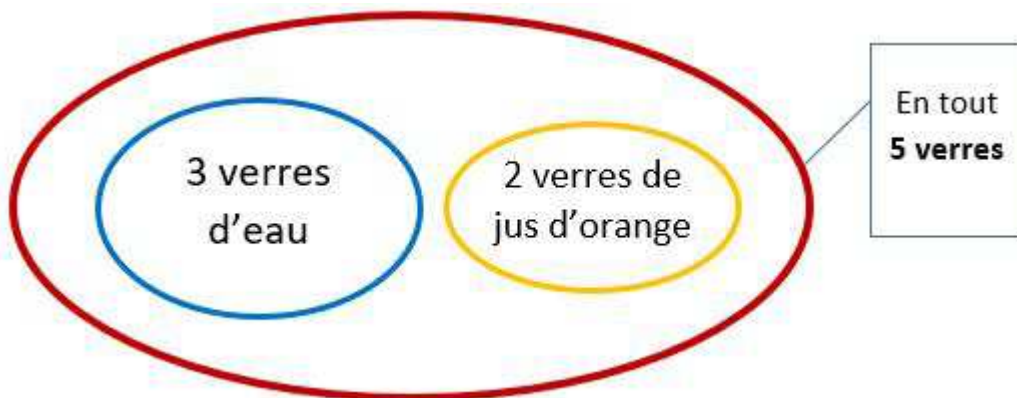 3 verres
d’eau
2 verres de
jus d’orange
En tout
5 verres